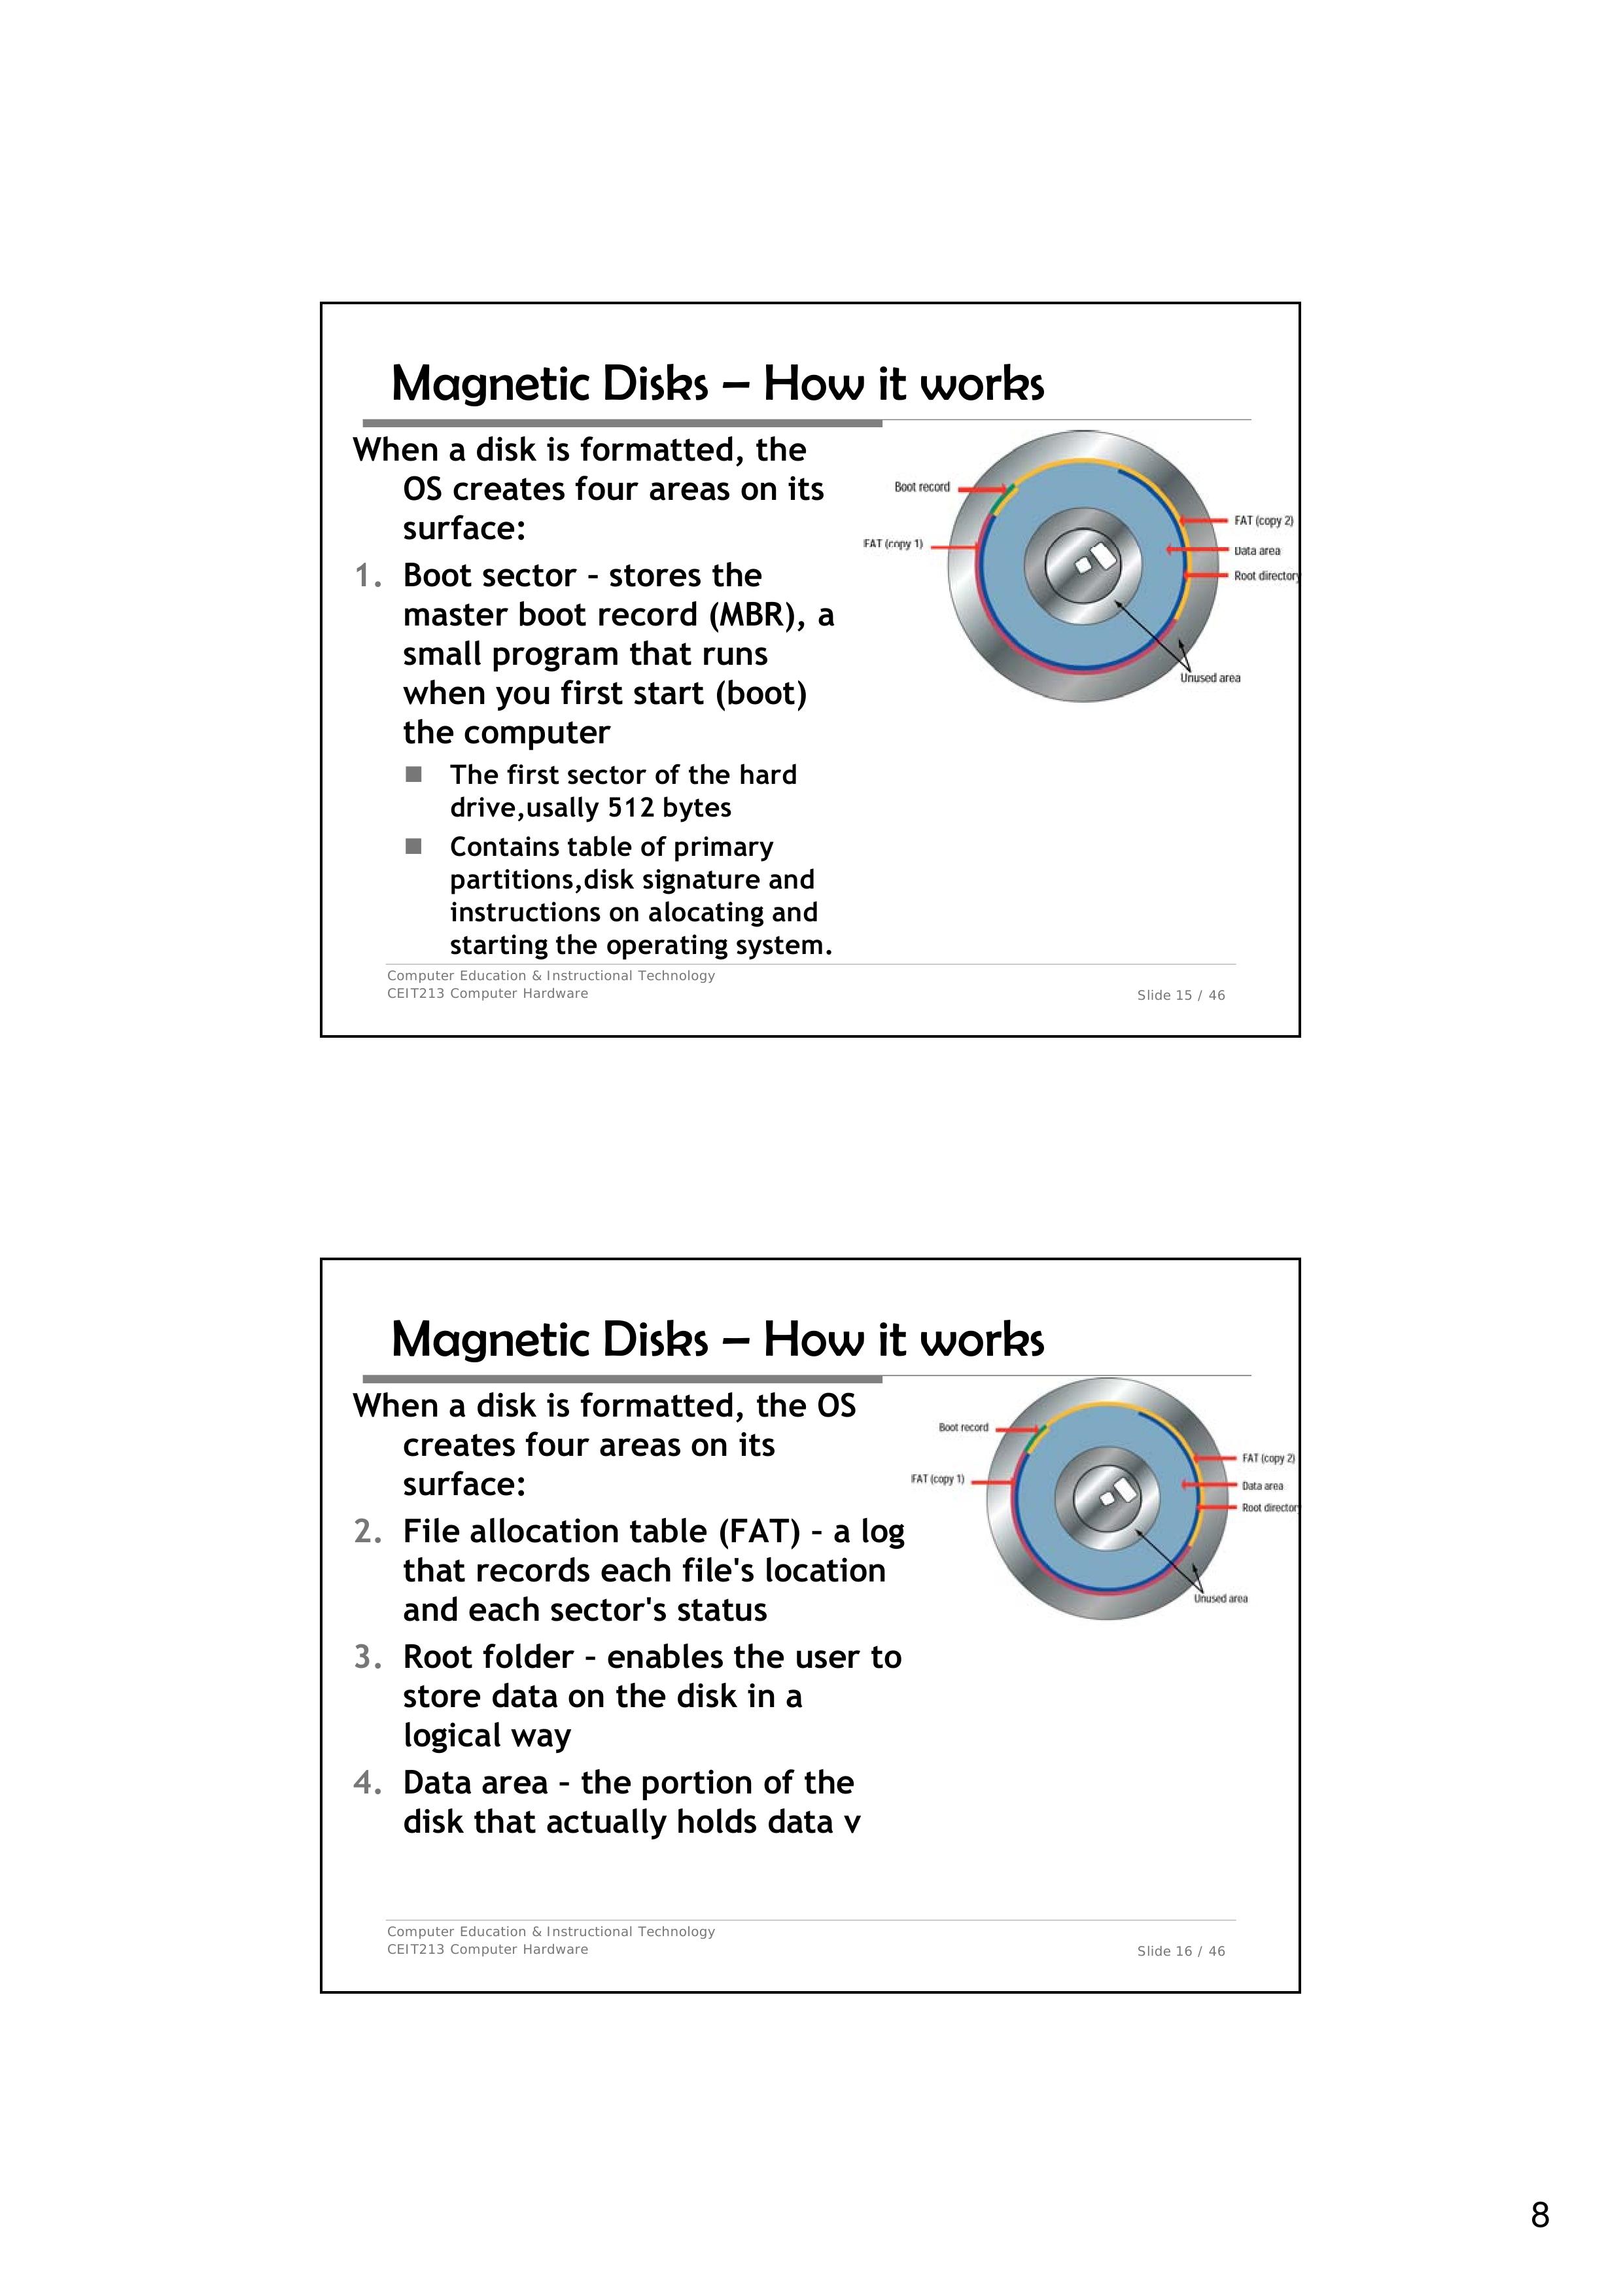 Magnetic Disks – How it works
When a disk is formatted, the
OS creates four areas on its
surface:
1. Boot sector – stores the
master boot record (MBR), a
small program that runs
when you first start (boot)
the computer
The first sector of the hard
drive,usally 512 bytes
Contains table of primary
partitions,disk signature and
instructions on alocating and
starting the operating system.
Boot record
FAT (copy 1)
FAT (copy 2)
Data area
Root directory
Unused area
Computer Education & Instructional Technology
CEIT213 Computer Hardware
Slide 15 / 46
Magnetic Disks – How it works
When a disk is formatted, the OS
creates four areas on its
surface:
2. File allocation table (FAT) – a log
that records each file's location
and each sector's status
3. Root folder – enables the user to
store data on the disk in a
logical way
4. Data area – the portion of the
disk that actually holds data v
Boot record
FAT (copy 1)
FAT (copy 2)
Data area
Root director
Unused area
Computer Education & Instructional Technology
CEIT213 Computer Hardware
Slide 16 / 46
8